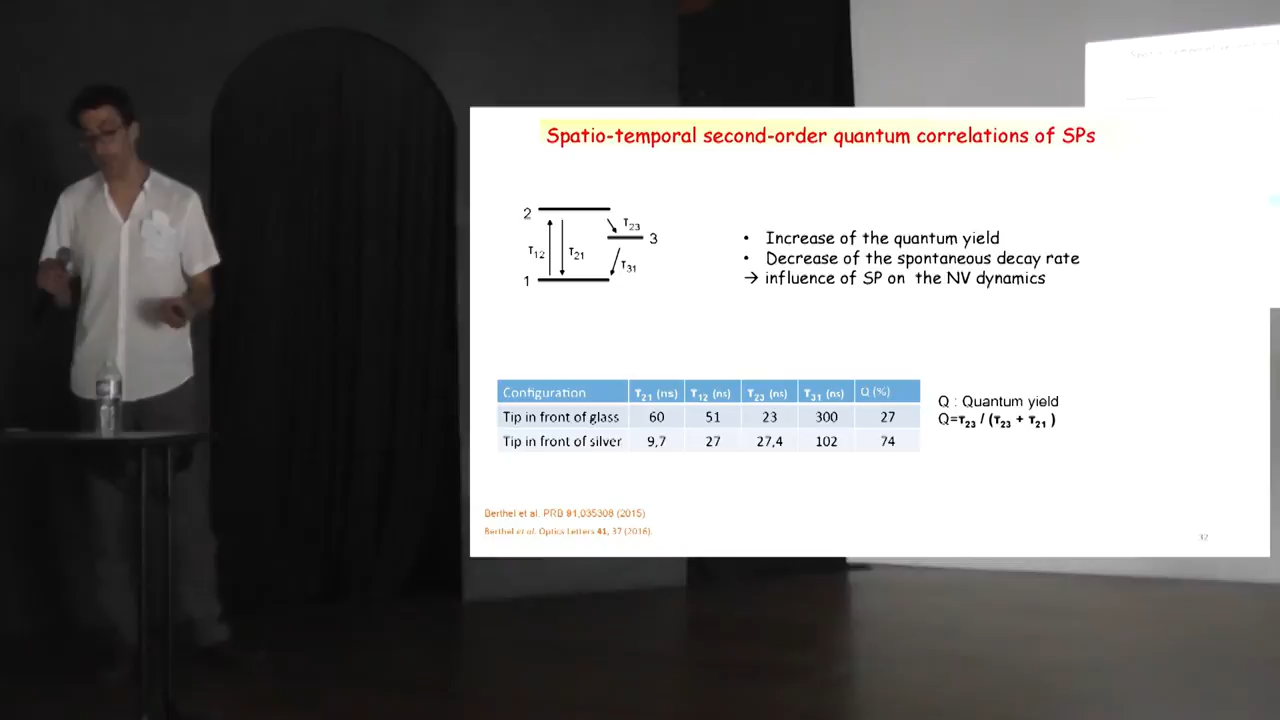 Spatio-temporal second-order quantum correlations of SPs
2
τ23
3
τ12
τ21
τ31
1
• Increase of the quantum yield
• Decrease of the spontaneous decay rate
→ influence of SP on the NV dynamics
Configuration τ21 (ns) τ12 (ns) τ23 (ns) τ31 (ns) Q (%)
Tip in front of glass 60 51 23 300 27
Tip in front of silver 9,7 27 27,4 102 74
Q : Quantum yield
Q=τ23 / (τ23 + τ21 )
Berthel et al. PRB 91,035308 (2015)
Berthel et al. Optics Letters 41, 37 (2016).
32